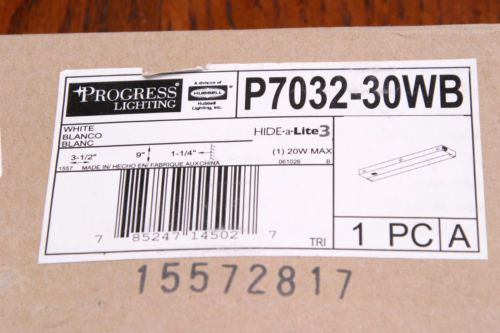 PROGRESS
LIGHTING
A division of
HUBBELL
Hubbell
Lighting, Inc.
P7032-30WB
WHITE
BLANCO
BLANC
HIDE-a-Lite3
3-1/2" 9" 1-1/4"
(1) 20W MAX
1557 MADE IN/ HECHO EN/ FABRIQUE AUX CHINA
061026 B
7 85247 14502 7
TRI
1 PC A
15572817